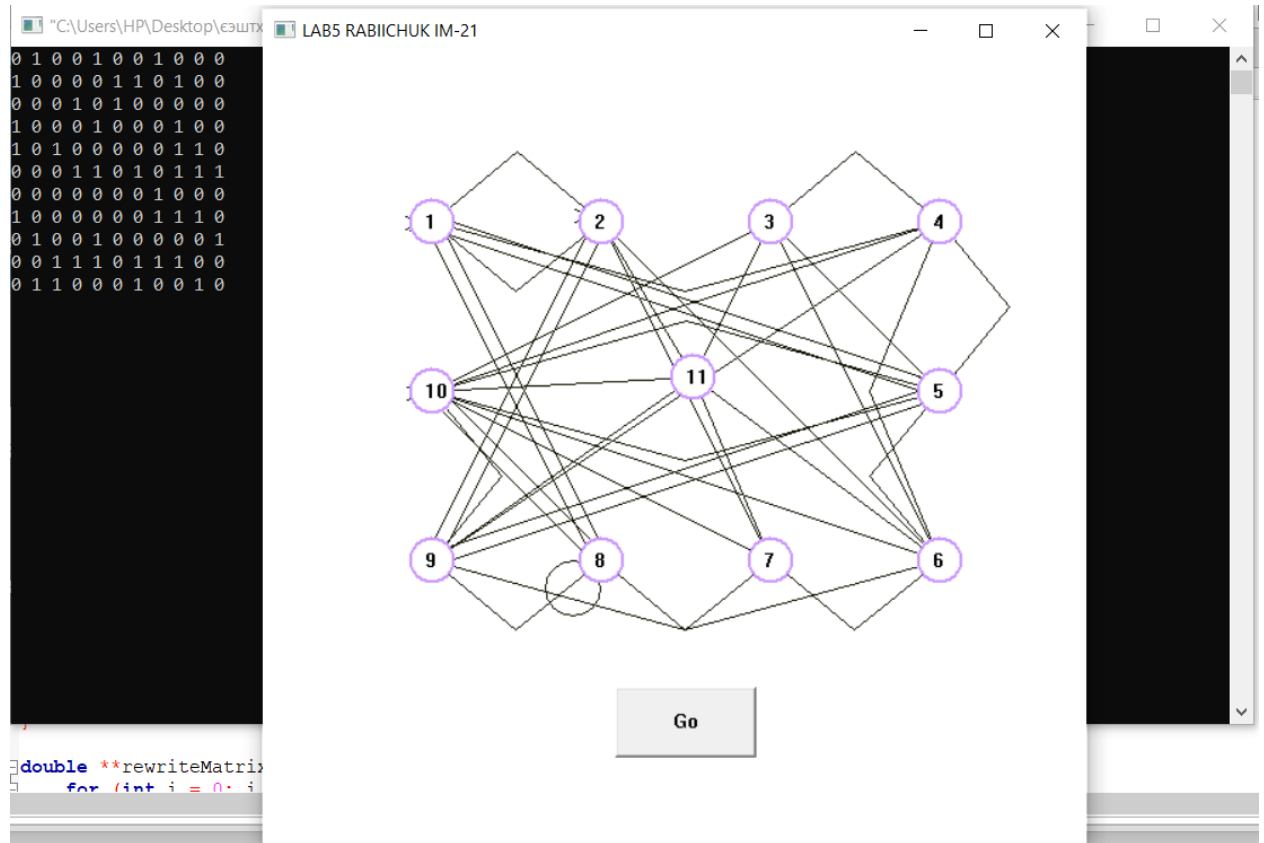 "C:\Users\HP\Desktop\єэштх
LAB5 RABIICHUK IM-21
0 1 0 0 1 0 0 1 0 0 0
1 0 0 0 0 1 1 0 1 0 0
0 0 0 1 0 1 0 0 0 0 0
1 0 0 0 1 0 0 0 1 0 0
1 0 1 0 0 0 0 0 1 1 0
0 0 0 1 1 0 1 0 1 1 1
0 0 0 0 0 0 0 1 0 0 0
1 0 0 0 0 0 0 1 1 1 0
0 1 0 0 1 0 0 0 0 0 1
0 0 1 1 1 0 1 1 1 0 0
0 1 1 0 0 0 1 0 0 1 0
1 2 3 4
10 11 5
9 8 7 6
Go
double **rewriteMatrix
for (int i = 0; i